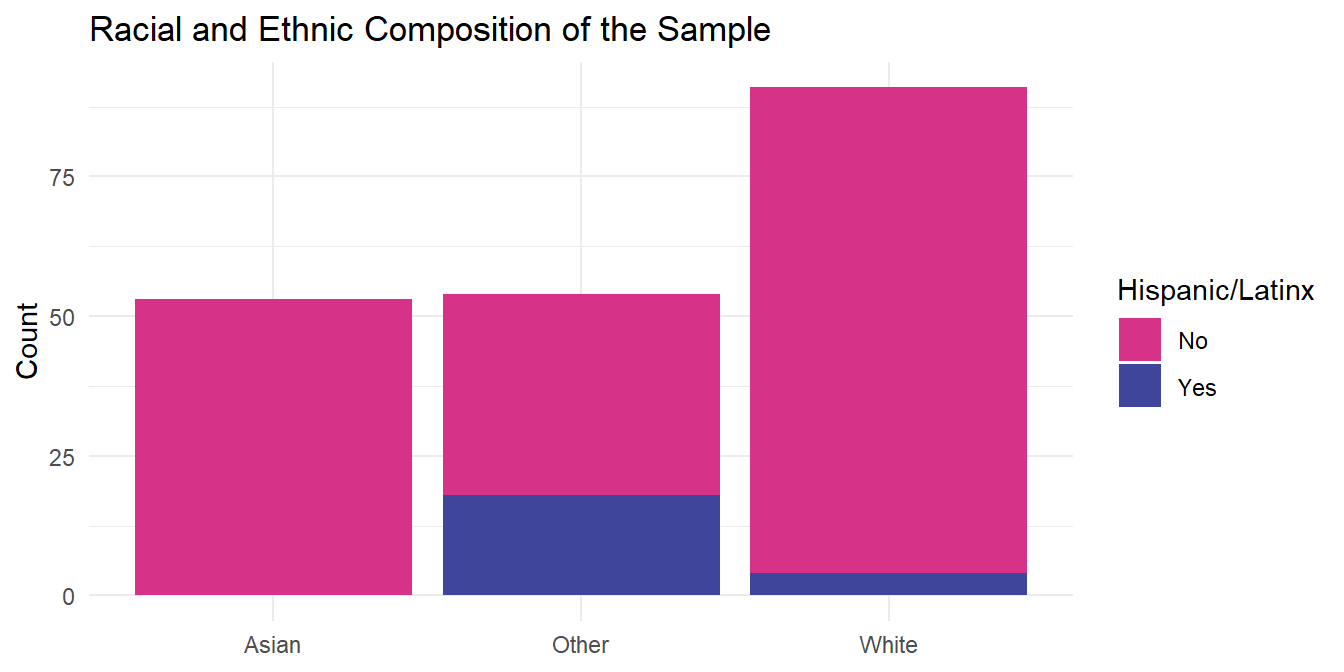 Racial and Ethnic Composition of the Sample
Count
75
50
25
0
Asian
Other
White
Hispanic/Latinx
No
Yes